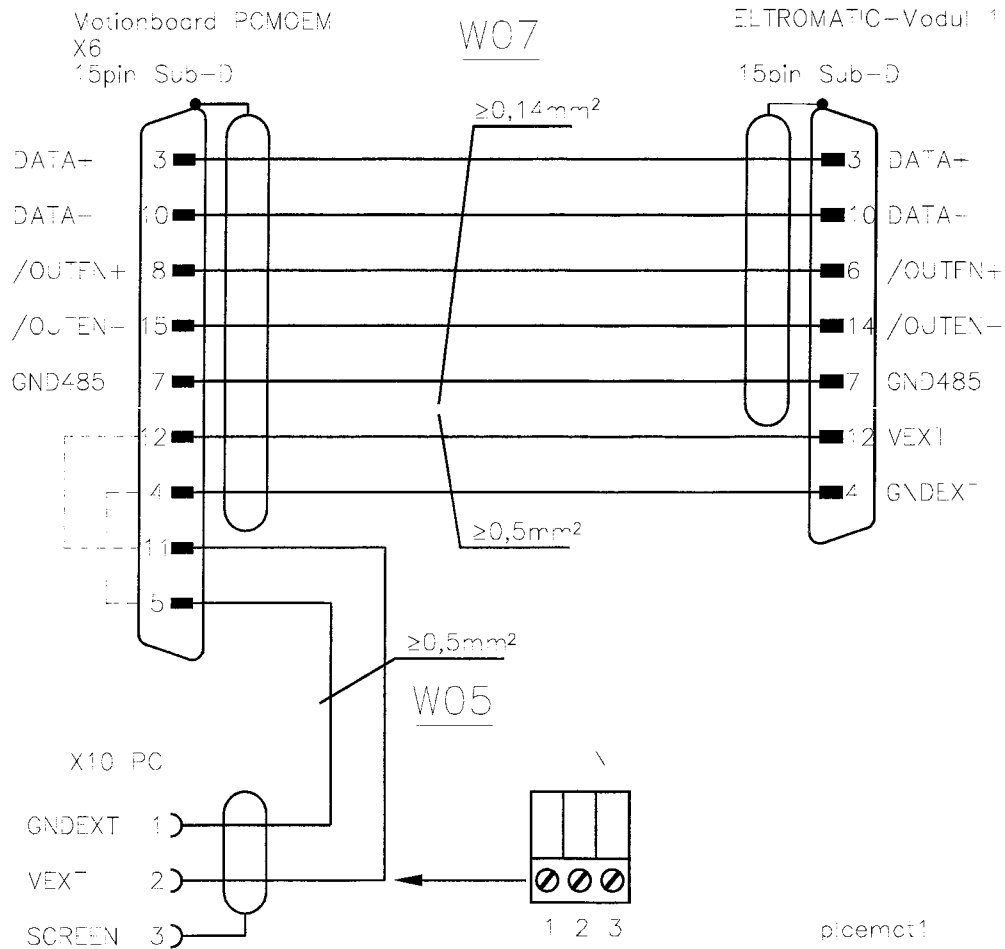 Motionboard PCMOEM
X6
15pin Sub-D
W07
ELTROMATIC-Modul 1
15pin Sub-D
≥0,14mm²
DATA+ 3
3 DATA+
DATA- 10
10 DATA-
/OUTEN+ 8
6 /OUTEN+
/OUTEN- 15
14 /OUTEN-
GND485 7
7 GND485
12
12 VEXT
4
4 GNDEXT
≥0,5mm²
11
5
≥0,5mm²
W05
X10 PC
GNDEXT 1
VEXT 2
SCREEN 3
1 2 3
plcemct1